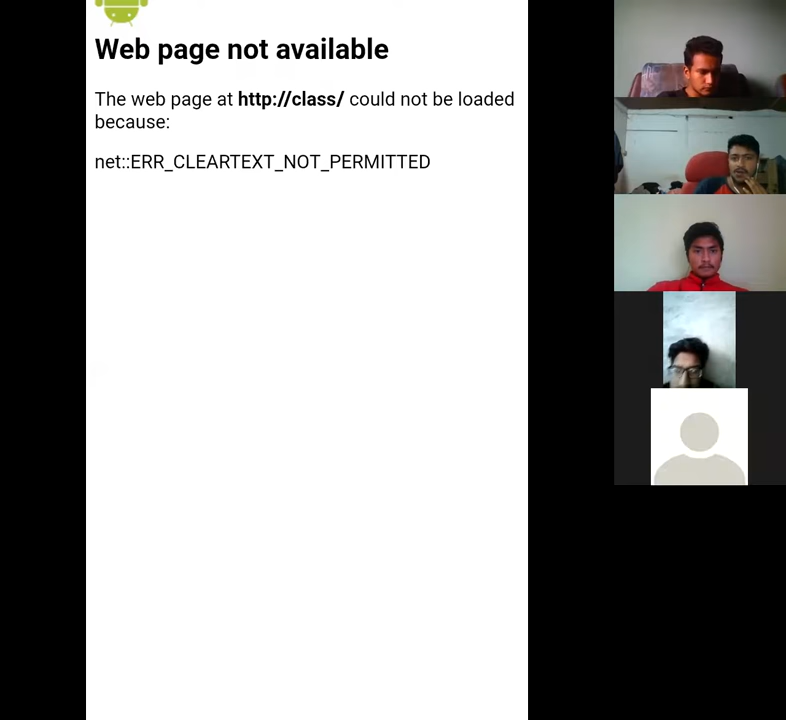 Web page not available
The web page at http://class/ could not be loaded
because:
net::ERR_CLEARTEXT_NOT_PERMITTED